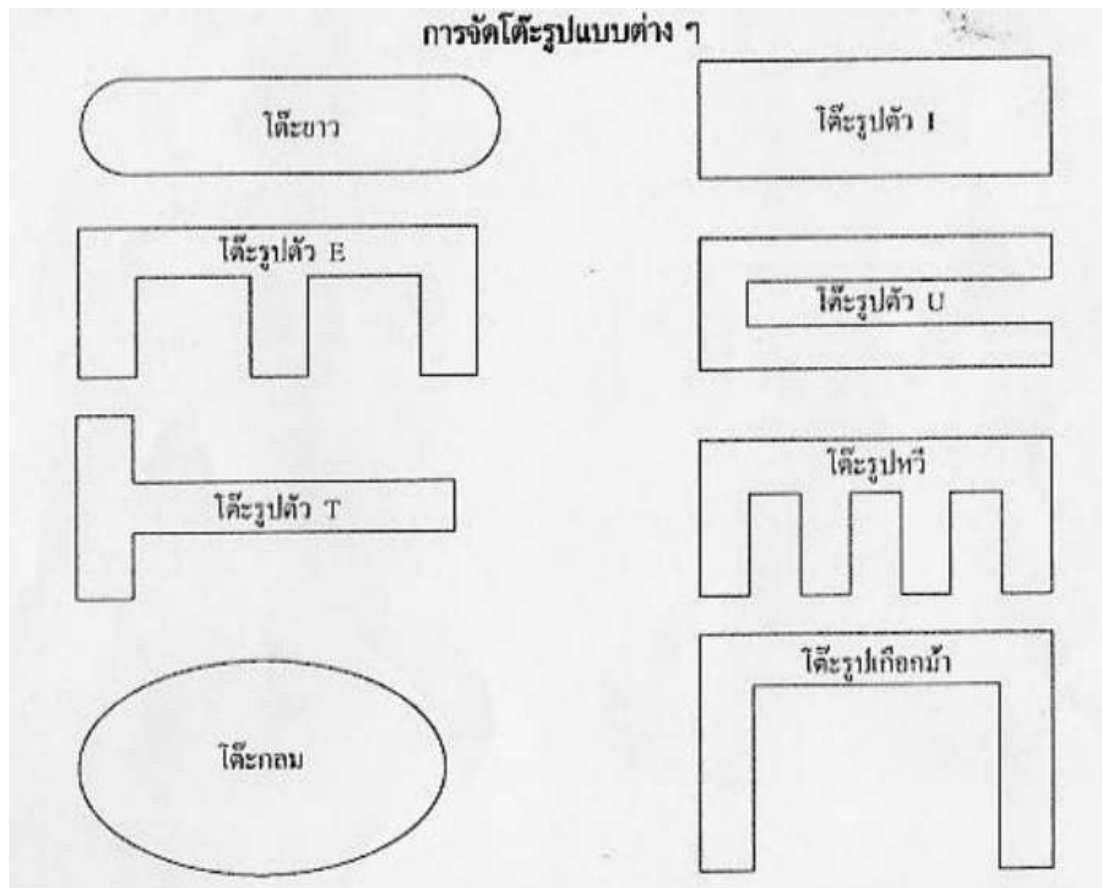 การจัดโต๊ะรูปแบบต่าง ๆ
โต๊ะยาว
โต๊ะรูปตัว I
โต๊ะรูปตัว E
โต๊ะรูปตัว U
โต๊ะรูปตัว T
โต๊ะรูปหวี
โต๊ะกลม
โต๊ะรูปเกือกม้า